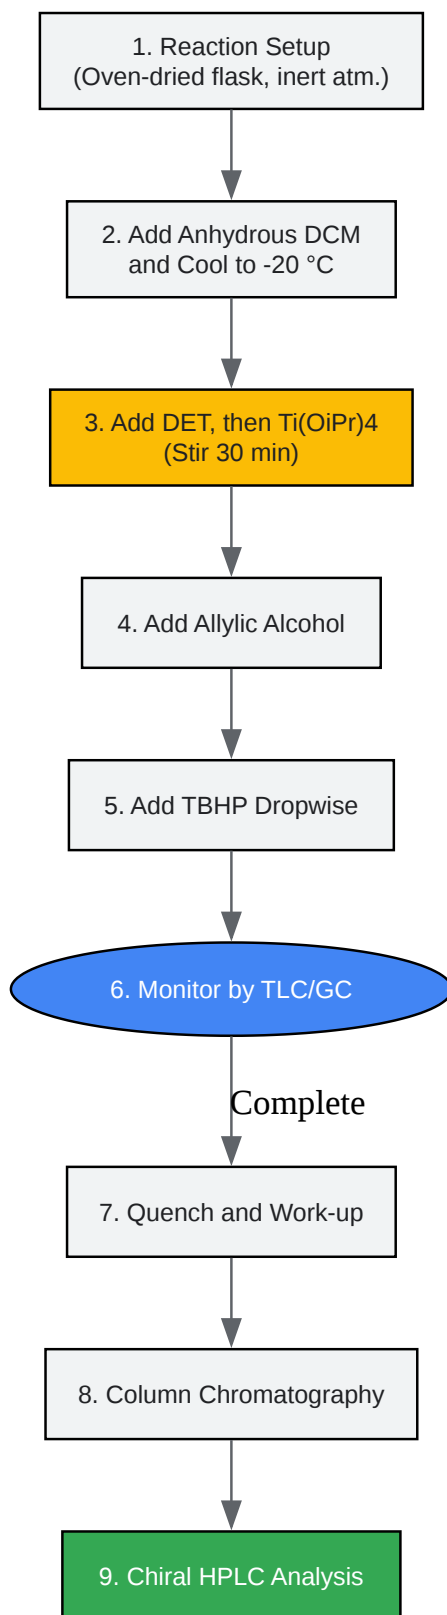 1. Reaction Setup
(Oven-dried flask, inert atm.)
2. Add Anhydrous DCM
and Cool to -20 °C
3. Add DET, then Ti(OiPr)4
(Stir 30 min)
4. Add Allylic Alcohol
5. Add TBHP Dropwise
6. Monitor by TLC/GC
Complete
7. Quench and Work-up
8. Column Chromatography
9. Chiral HPLC Analysis